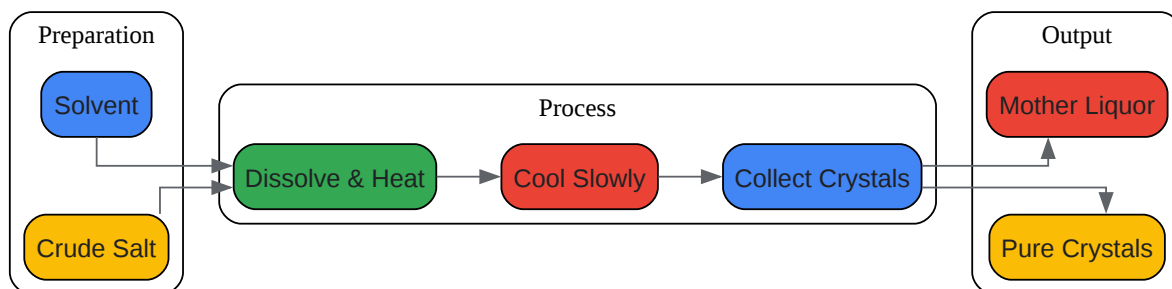 Preparation
Solvent
Crude Salt
Process
Dissolve & Heat
Cool Slowly
Collect Crystals
Output
Mother Liquor
Pure Crystals